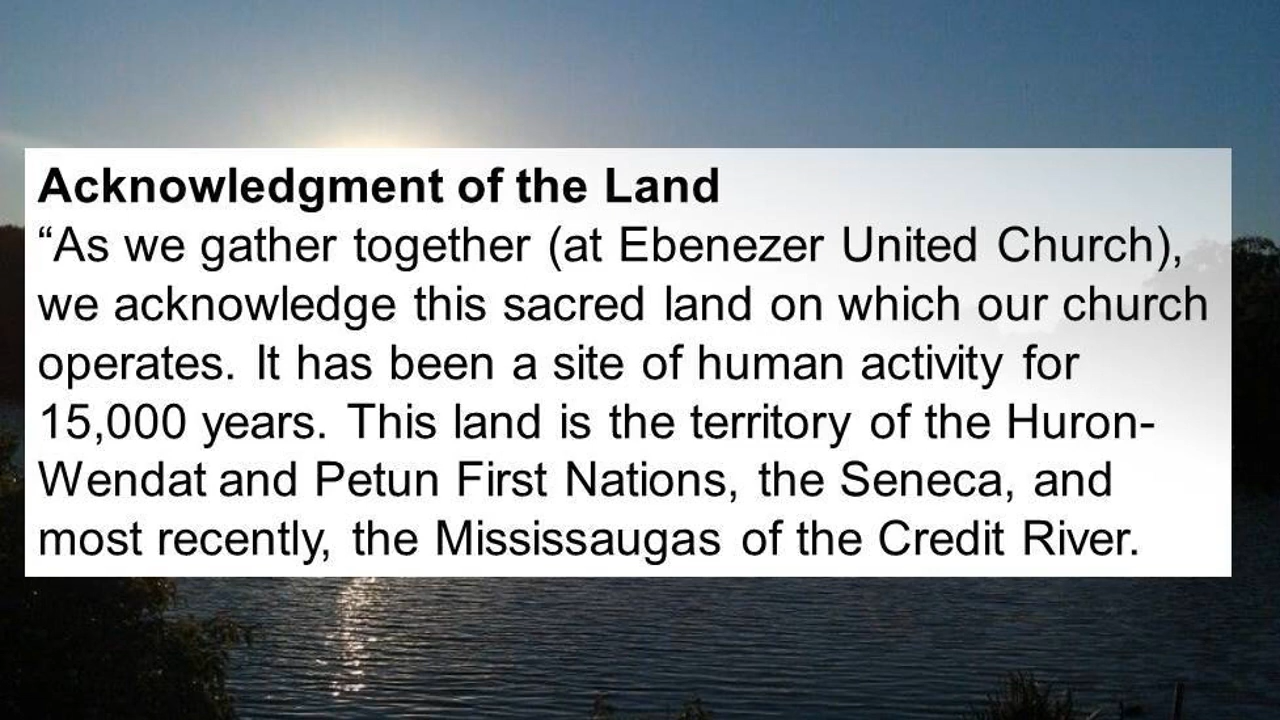 Acknowledgment of the Land
“As we gather together (at Ebenezer United Church),
we acknowledge this sacred land on which our church
operates. It has been a site of human activity for
15,000 years. This land is the territory of the Huron-
Wendat and Petun First Nations, the Seneca, and
most recently, the Mississaugas of the Credit River.